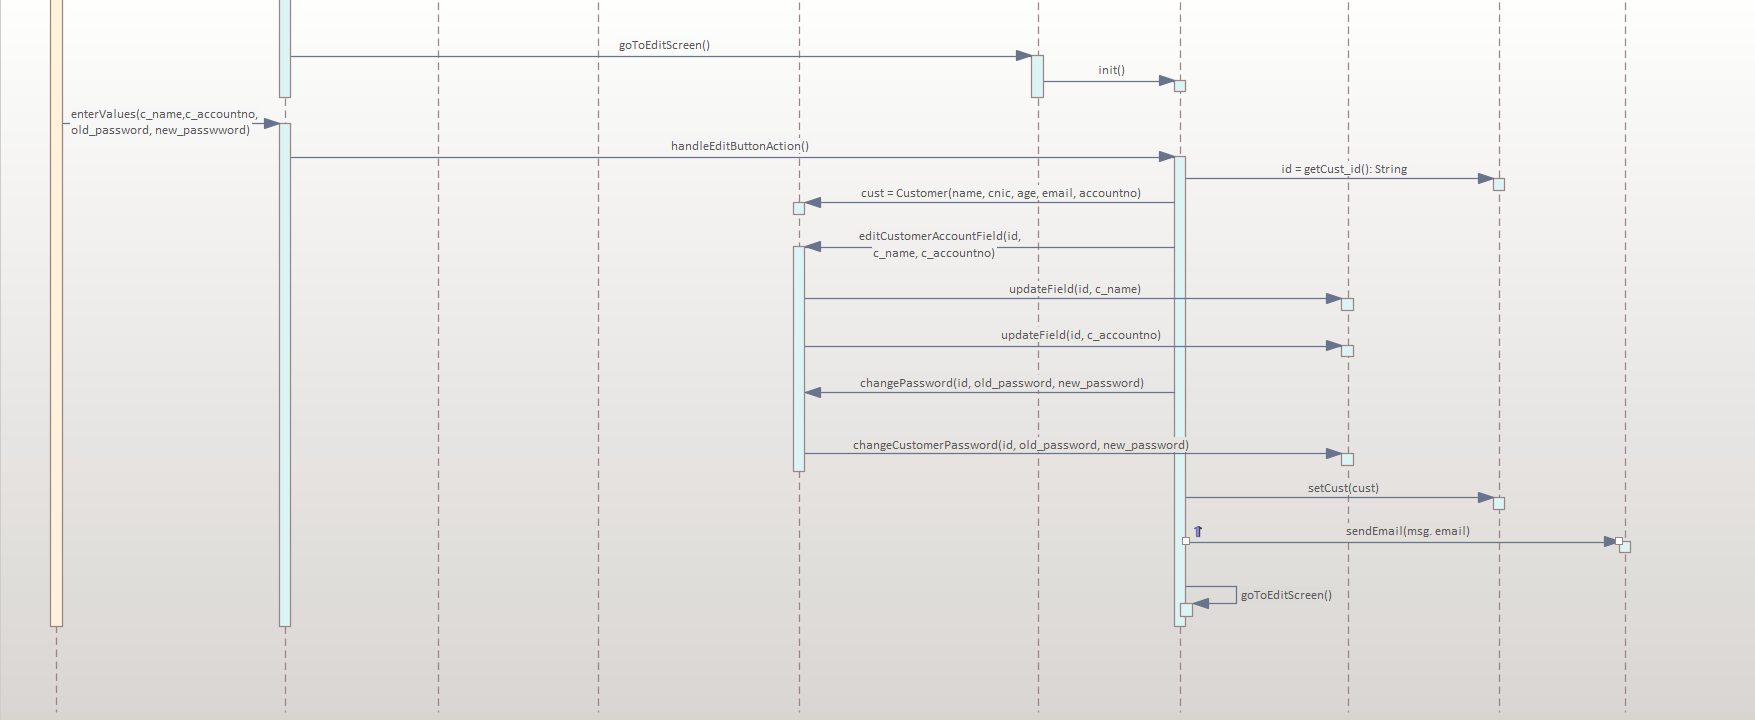 goToEditScreen()
init()
enterValues(c_name,c_accountno,
old_password, new_passwword)
handleEditButtonAction()
id = getCust_id(): String
cust = Customer(name, cnic, age, email, accountno)
editCustomerAccountField(id,
c_name, c_accountno)
updateField(id, c_name)
updateField(id, c_accountno)
changePassword(id, old_password, new_password)
changeCustomerPassword(id, old_password, new_password)
setCust(cust)
sendEmail(msg. email)
goToEditScreen()